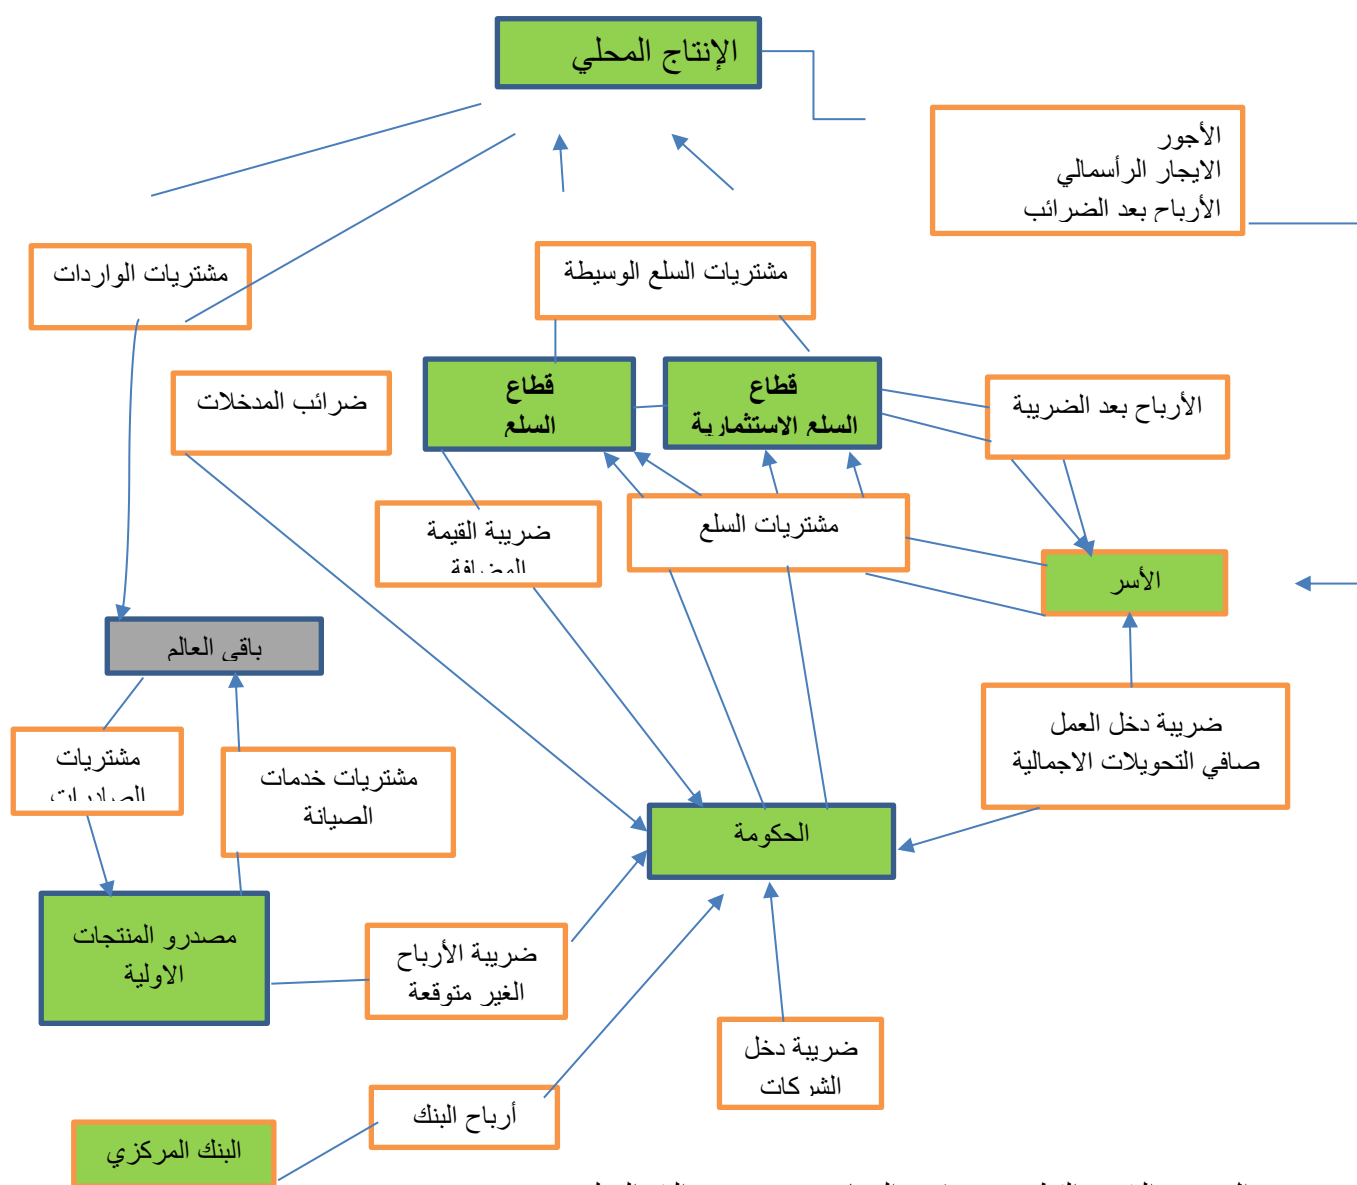 الإنتاج المحلي
الأجور
الايجار الرأسمالي
الأرباح بعد الضرائب
مشتريات الواردات
مشتريات السلع الوسيطة
ضرائب المدخلات
قطاع
السلع
قطاع
السلع الاستثمارية
الأرباح بعد الضريبة
ضريبة القيمة
المضافة
مشتريات السلع
الأسر
باقي العالم
مشتريات
الصادرات
مشتريات خدمات
الصيانة
ضريبة دخل العمل
صافي التحويلات الاجمالية
الحكومة
مصدرو المنتجات
الاولية
ضريبة الأرباح
الغير متوقعة
ضريبة دخل
الشركات
أرباح البنك
البنك المركزي